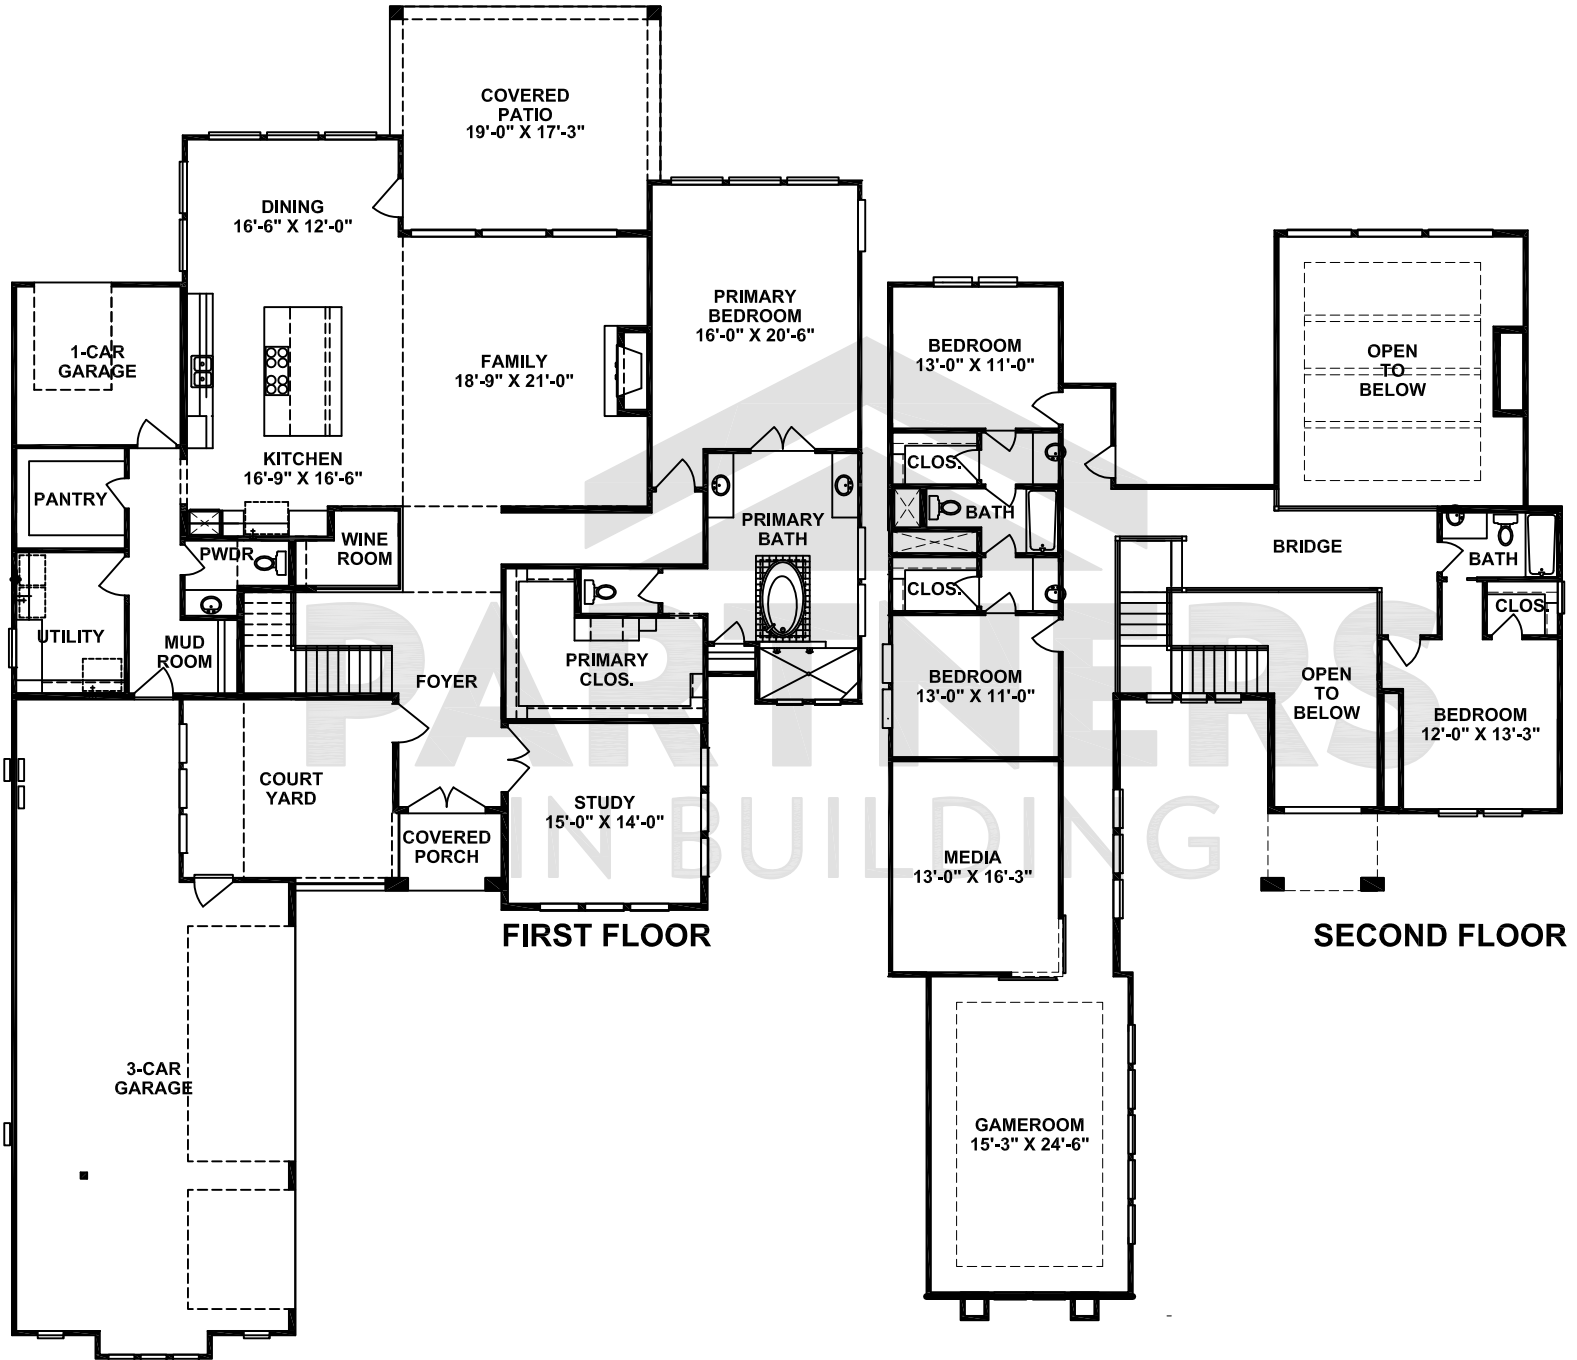 COVERED
PATIO
19'-0" X 17'-3"
DINING
16'-6" X 12'-0"
PRIMARY
BEDROOM
16'-0" X 20'-6"
1-CAR
GARAGE
FAMILY
18'-9" X 21'-0"
KITCHEN
16'-9" X 16'-6"
PANTRY
PRIMARY
BATH
WINE
ROOM
PWDR
UTILITY
MUD
ROOM
FOYER
PRIMARY
CLOS.
COURT
YARD
STUDY
15'-0" X 14'-0"
COVERED
PORCH
FIRST FLOOR
3-CAR
GARAGE
BEDROOM
13'-0" X 11'-0"
OPEN
TO
BELOW
CLOS.
BATH
BRIDGE
BATH
CLOS.
CLOS.
BEDROOM
13'-0" X 11'-0"
OPEN
TO
BELOW
BEDROOM
12'-0" X 13'-3"
MEDIA
13'-0" X 16'-3"
SECOND FLOOR
GAMEROOM
15'-3" X 24'-6"
PARTNERS
IN BUILDING